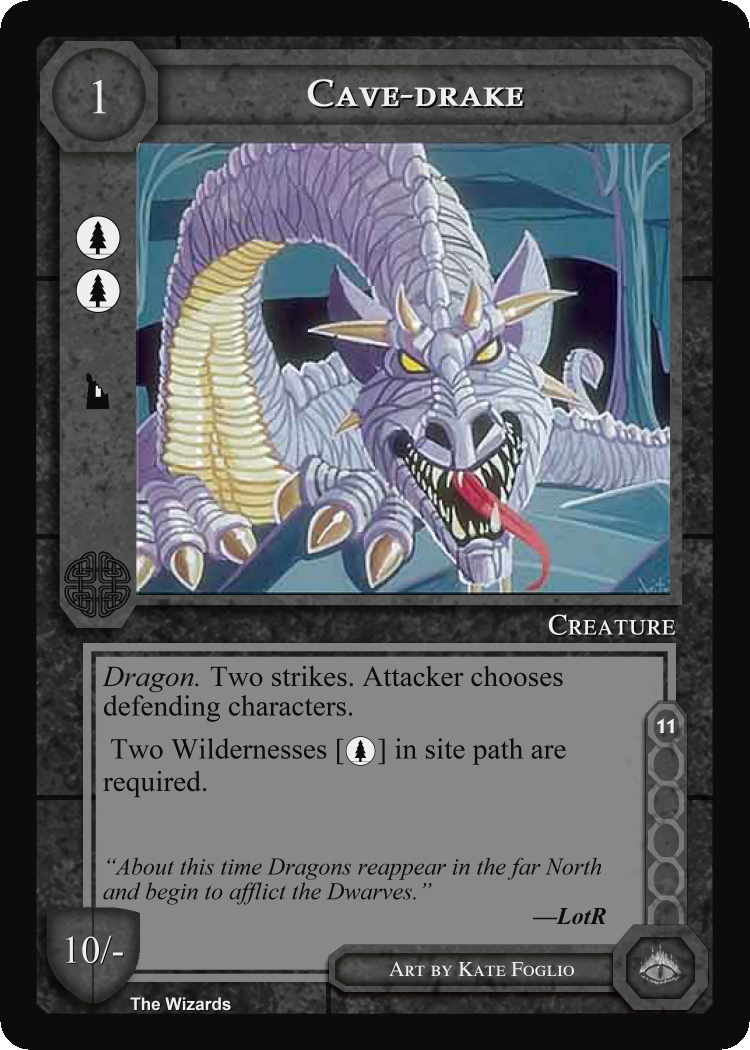 1
Cave-drake
Creature
Dragon. Two strikes. Attacker chooses
defending characters.
Two Wildernesses [ ] in site path are
required.
11
“About this time Dragons reappear in the far North
and begin to afflict the Dwarves.”
—LotR
10/-
Art by Kate Foglio
The Wizards